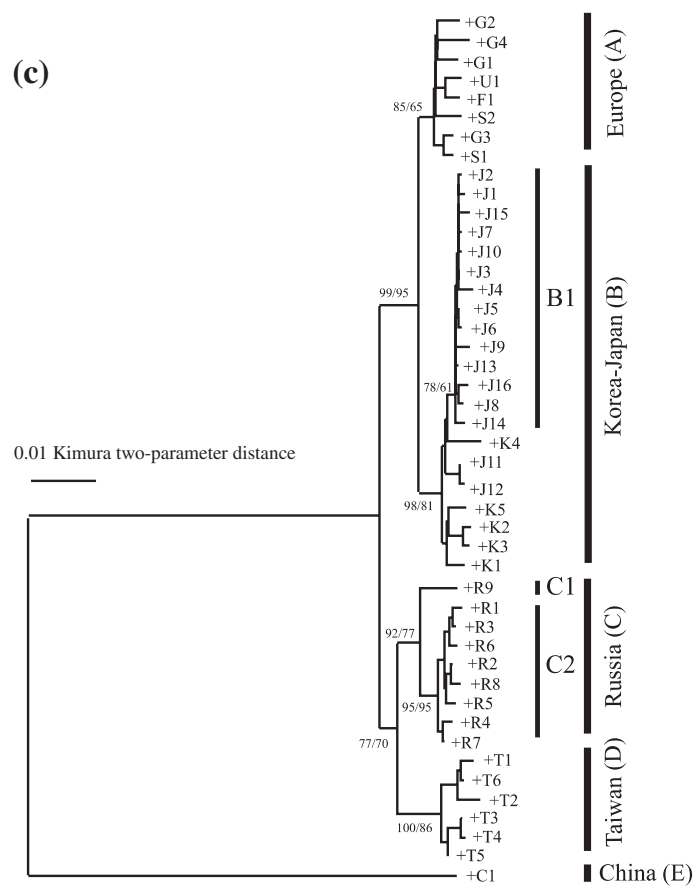 (c)
+G2
+G4
+G1
+U1
+F1
85/65
+S2
+G3
+S1
Europe (A)
+J2
+J1
+J15
+J7
+J10
+J3
99/95
+J4
B1
+J5
+J6
+J9
+J13
78/61
+J16
+J8
+J14
Korea-Japan (B)
+K4
0.01 Kimura two-parameter distance
+J11
+J12
98/81
+K5
+K2
+K3
+K1
+R9
C1
+R1
+R3
92/77
+R6
+R2
C2
+R8
95/95
+R5
+R4
+R7
Russia (C)
77/70
+T1
+T6
+T2
+T3
100/86
+T4
+T5
Taiwan (D)
+C1
China (E)